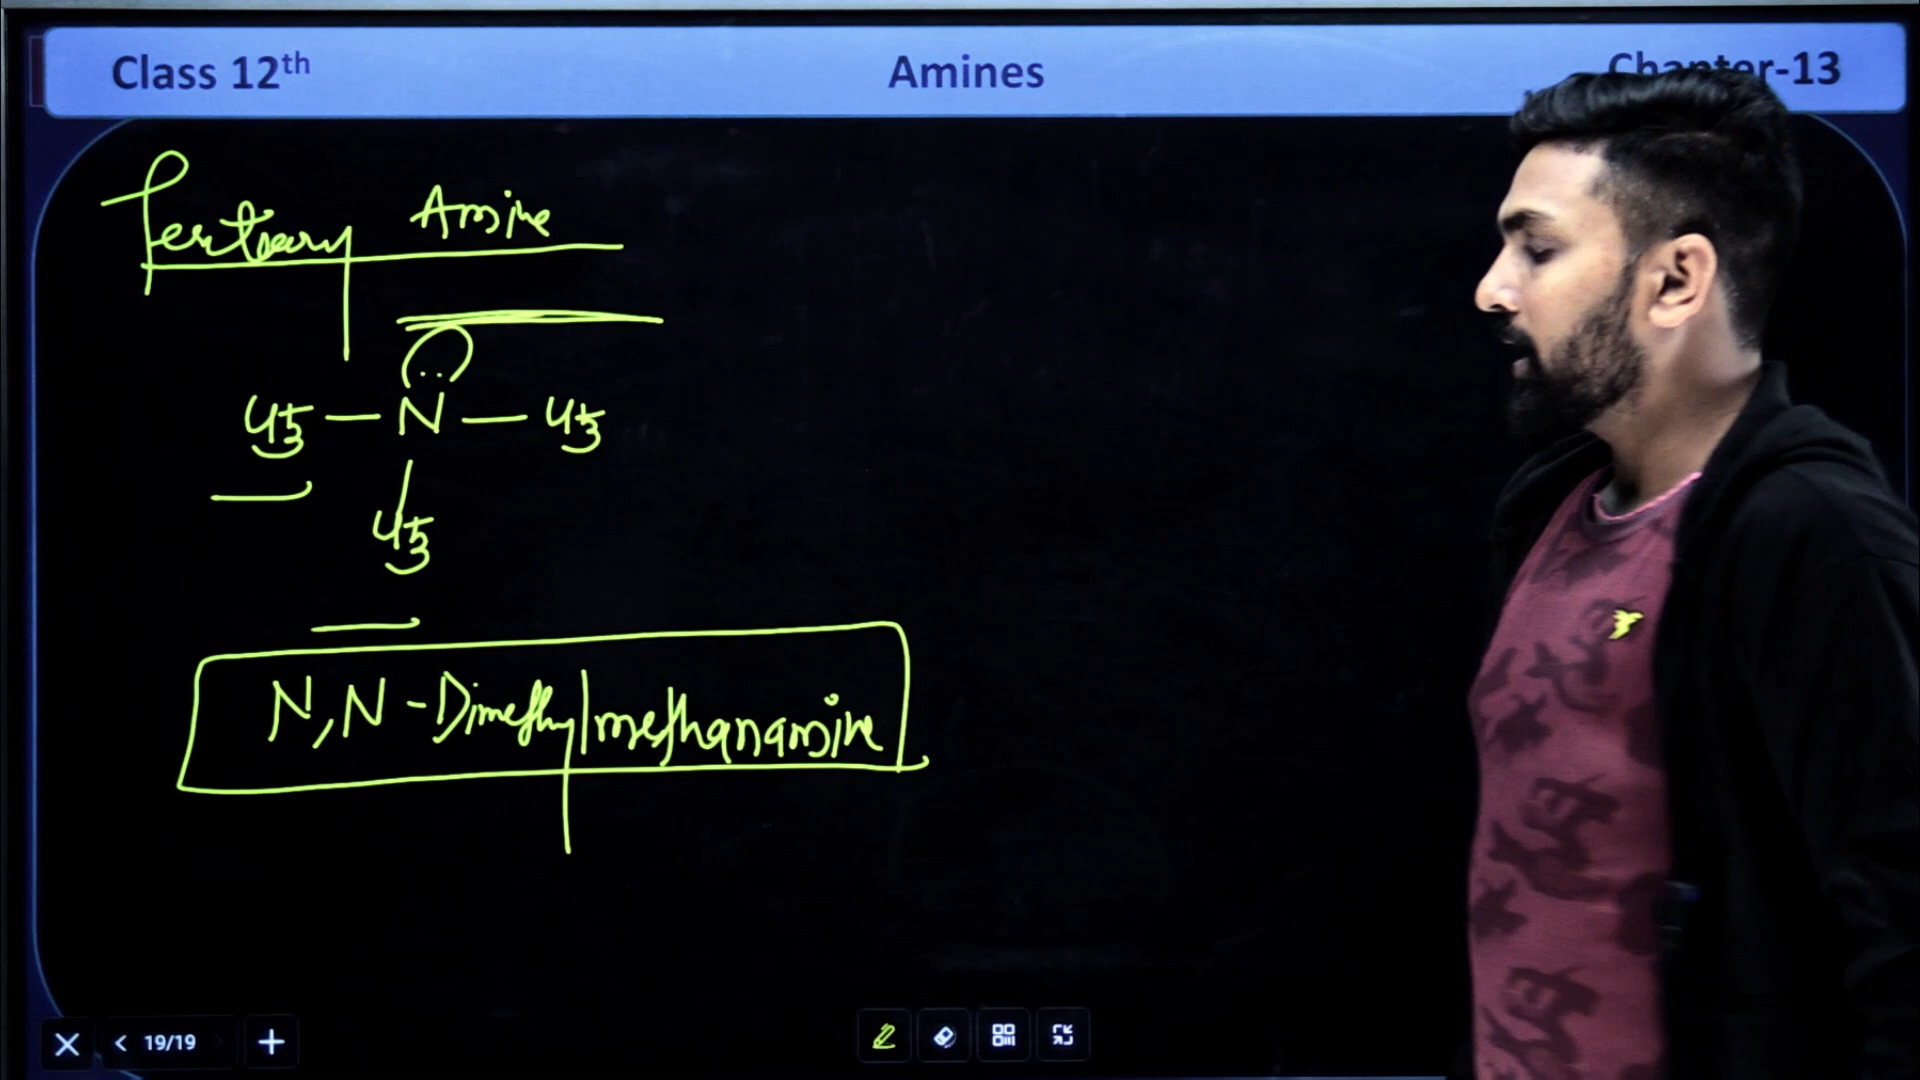 Class 12th Amines Chapter-13
Tertiary Amine
CH3 — N̈ — CH3
CH3
N,N-Dimethylmethanamine
19/19